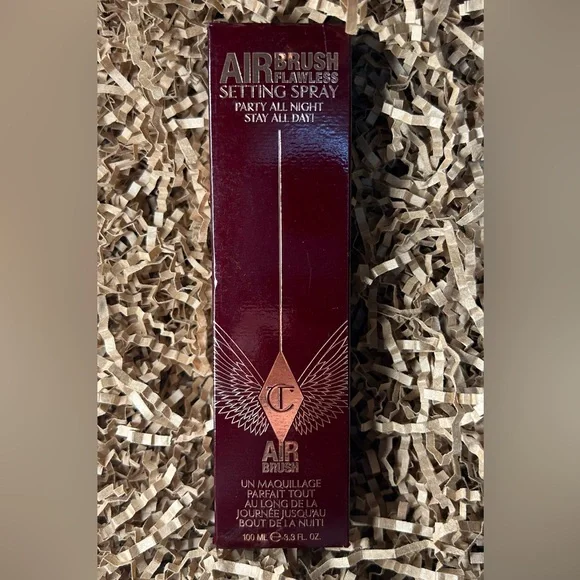 AIRBRUSH
FLAWLESS
SETTING SPRAY
PARTY ALL NIGHT
STAY ALL DAY!
CT
AIR
BRUSH
UN MAQUILLAGE
PARFAIT TOUT
AU LONG DE LA
JOURNÉE JUSQU'AU
BOUT DE LA NUIT!
100 ML ℮ 3.3 FL. OZ.